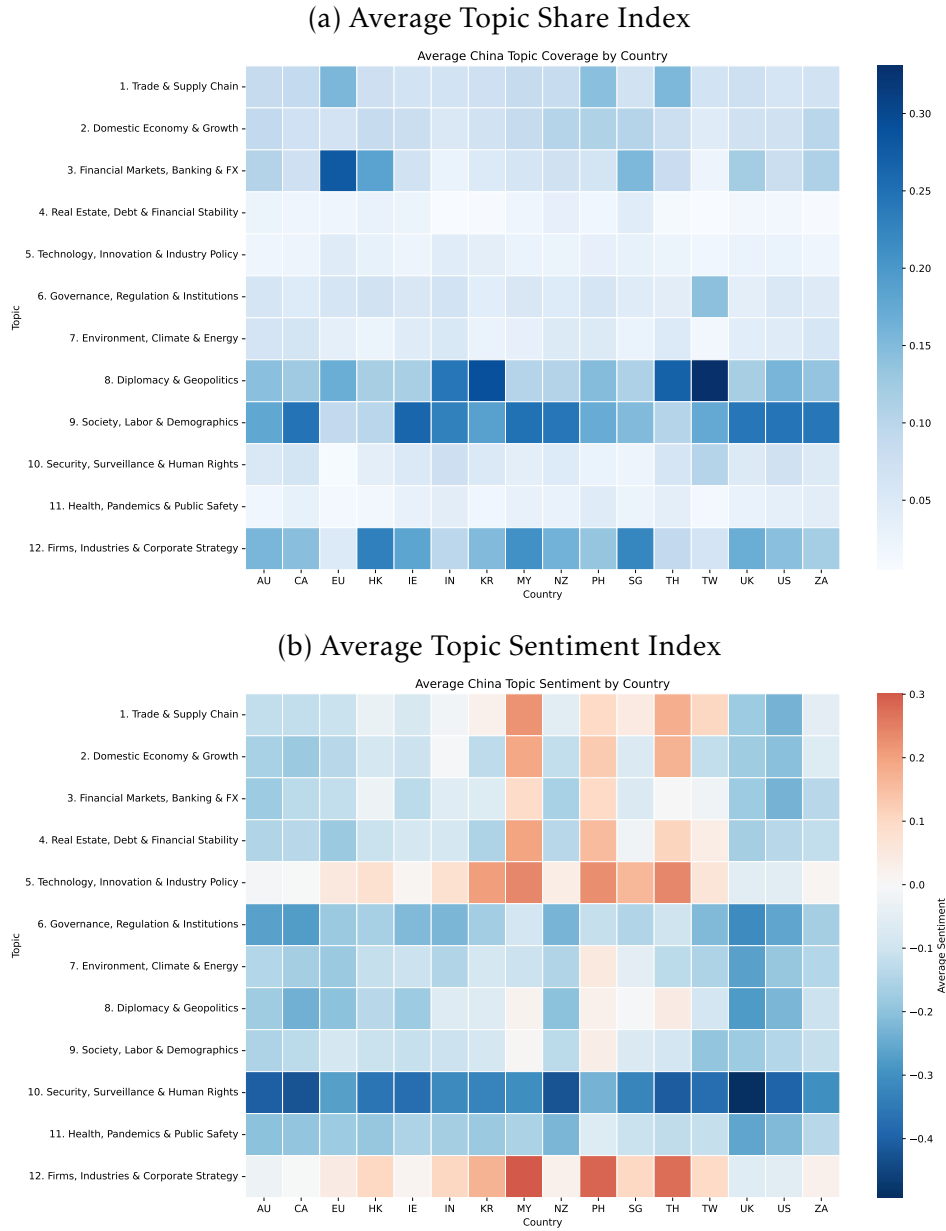 (a) Average Topic Share Index
Average China Topic Coverage by Country
Topic
1. Trade & Supply Chain
2. Domestic Economy & Growth
3. Financial Markets, Banking & FX
4. Real Estate, Debt & Financial Stability
5. Technology, Innovation & Industry Policy
6. Governance, Regulation & Institutions
7. Environment, Climate & Energy
8. Diplomacy & Geopolitics
9. Society, Labor & Demographics
10. Security, Surveillance & Human Rights
11. Health, Pandemics & Public Safety
12. Firms, Industries & Corporate Strategy
AU CA EU HK IE IN KR MY NZ PH SG TH TW UK US ZA
Country
0.30
0.25
0.20
0.15
0.10
0.05
(b) Average Topic Sentiment Index
Average China Topic Sentiment by Country
Topic
1. Trade & Supply Chain
2. Domestic Economy & Growth
3. Financial Markets, Banking & FX
4. Real Estate, Debt & Financial Stability
5. Technology, Innovation & Industry Policy
6. Governance, Regulation & Institutions
7. Environment, Climate & Energy
8. Diplomacy & Geopolitics
9. Society, Labor & Demographics
10. Security, Surveillance & Human Rights
11. Health, Pandemics & Public Safety
12. Firms, Industries & Corporate Strategy
AU CA EU HK IE IN KR MY NZ PH SG TH TW UK US ZA
Country
0.3
0.2
0.1
0.0
−0.1
−0.2
−0.3
−0.4
Average Sentiment